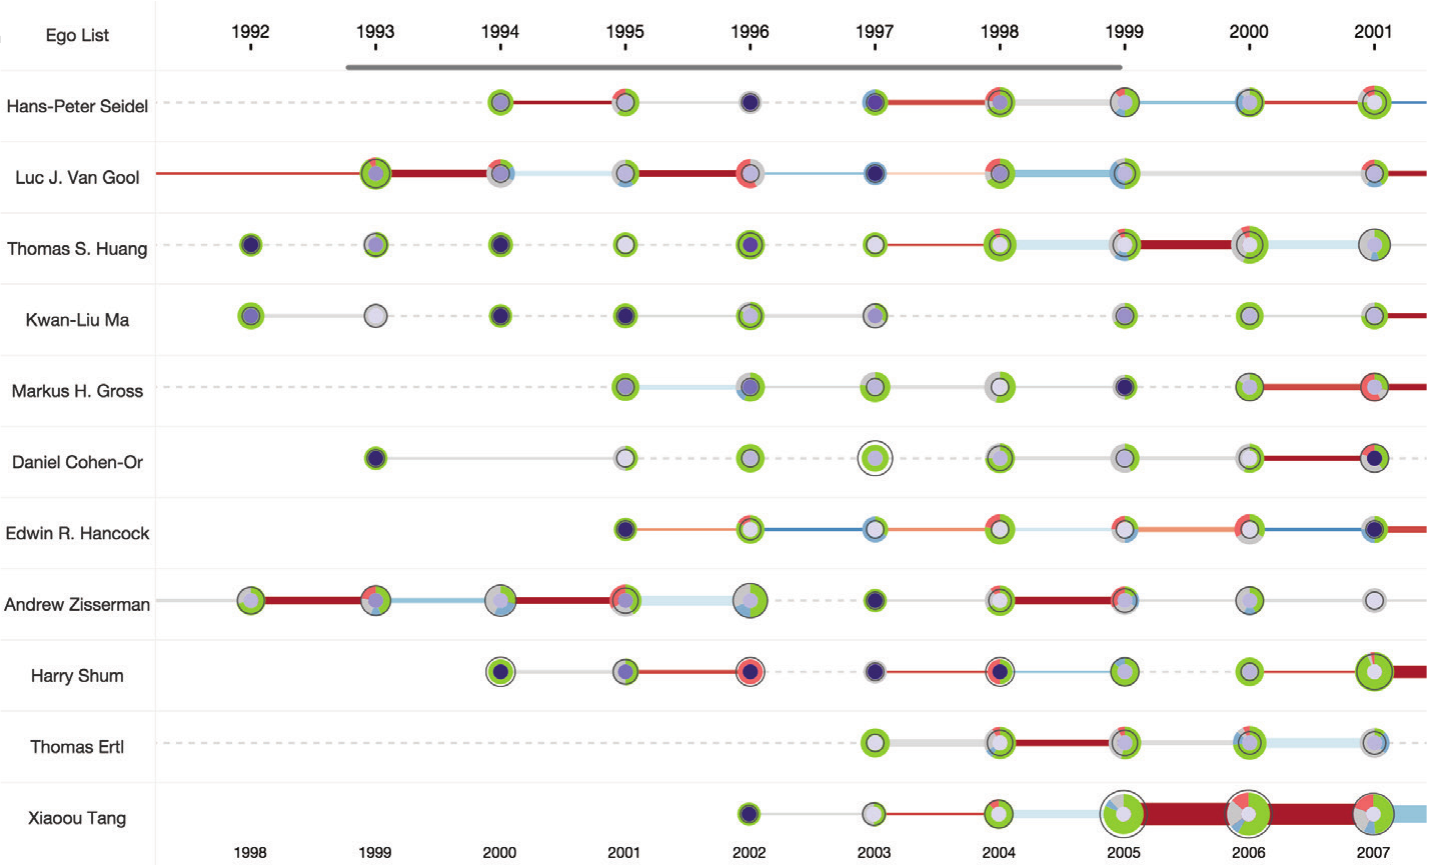 Ego List 1992 1993 1994 1995 1996 1997 1998 1999 2000 2001
Hans-Peter Seidel
Luc J. Van Gool
Thomas S. Huang
Kwan-Liu Ma
Markus H. Gross
Daniel Cohen-Or
Edwin R. Hancock
Andrew Zisserman
Harry Shum
Thomas Ertl
Xiaoou Tang
1998 1999 2000 2001 2002 2003 2004 2005 2006 2007